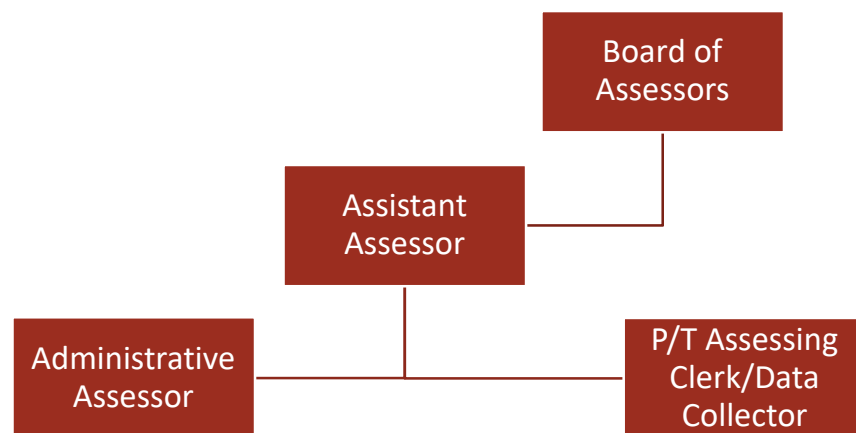 Board of
Assessors
Assistant
Assessor
Administrative
Assessor
P/T Assessing
Clerk/Data
Collector